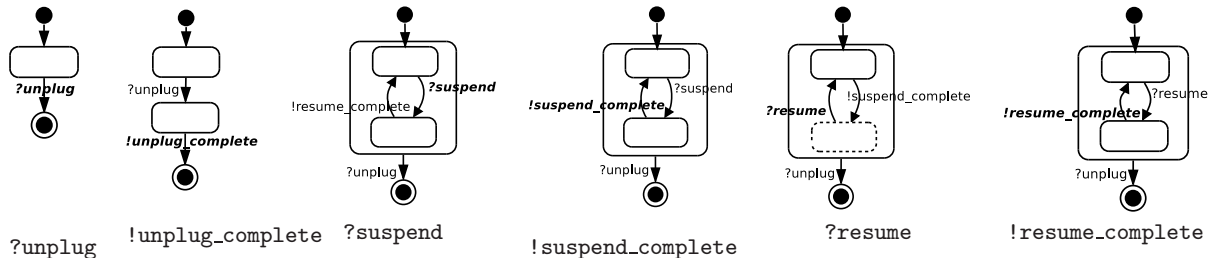 ?unplug
?unplug
!unplug_complete
?suspend
!resume_complete
?unplug
?suspend
!suspend_complete
?unplug
?resume
!suspend_complete
?unplug
?resume
!resume_complete
?unplug
?unplug
!unplug_complete
?suspend
!suspend_complete
?resume
!resume_complete